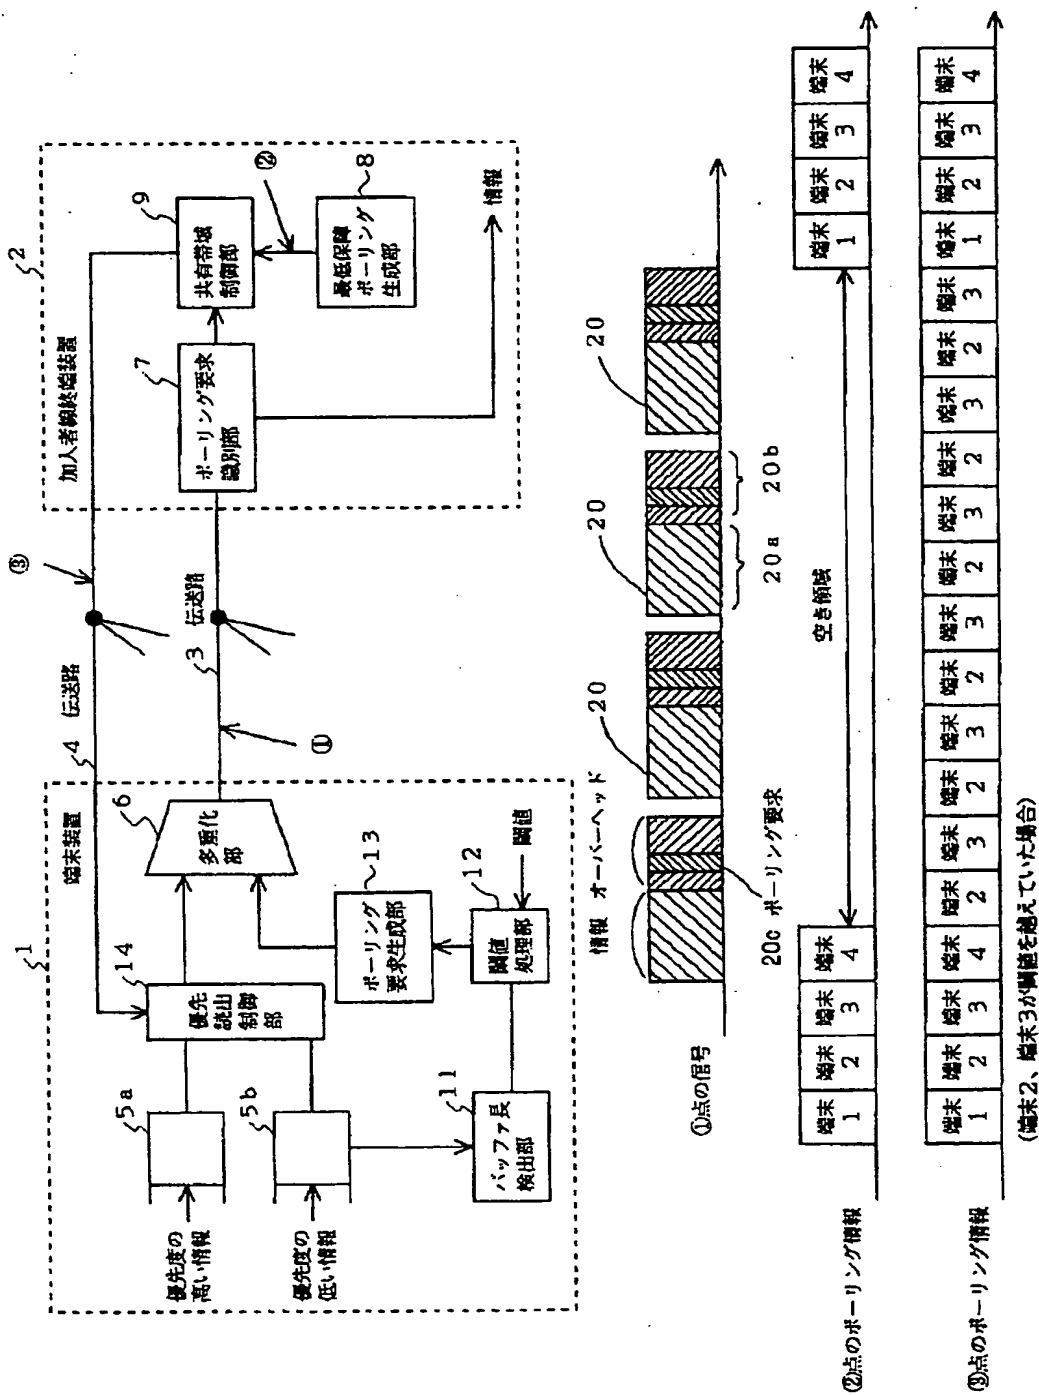 1
端末装置
優先度の
高い情報
5a
優先度の
低い情報
5b
14
優先
読出
制御
部
6
多重化
部
11
バッファ長
検出部
12
閾値
処理部
閾値
13
ポーリング
要求生成部
4
伝送路
3
伝送路
①
③
2
加入者線終端装置
7
ポーリング要求
識別部
9
共有帯域
制御部
②
8
最低保障
ポーリング
生成部
情報
①点の信号
情報
オーバーヘッド
20c ポーリング要求
20
20
20
20a
20b
②点のポーリング情報
端末
1
端末
2
端末
3
端末
4
空き領域
端末
1
端末
2
端末
3
端末
4
③点のポーリング情報
端末
1
端末
2
端末
3
端末
4
端末
2
端末
3
端末
2
端末
3
端末
2
端末
3
端末
2
端末
3
端末
2
端末
3
端末
2
端末
3
端末
1
端末
2
端末
3
端末
4
(端末2、端末3が閾値を越えていた場合)